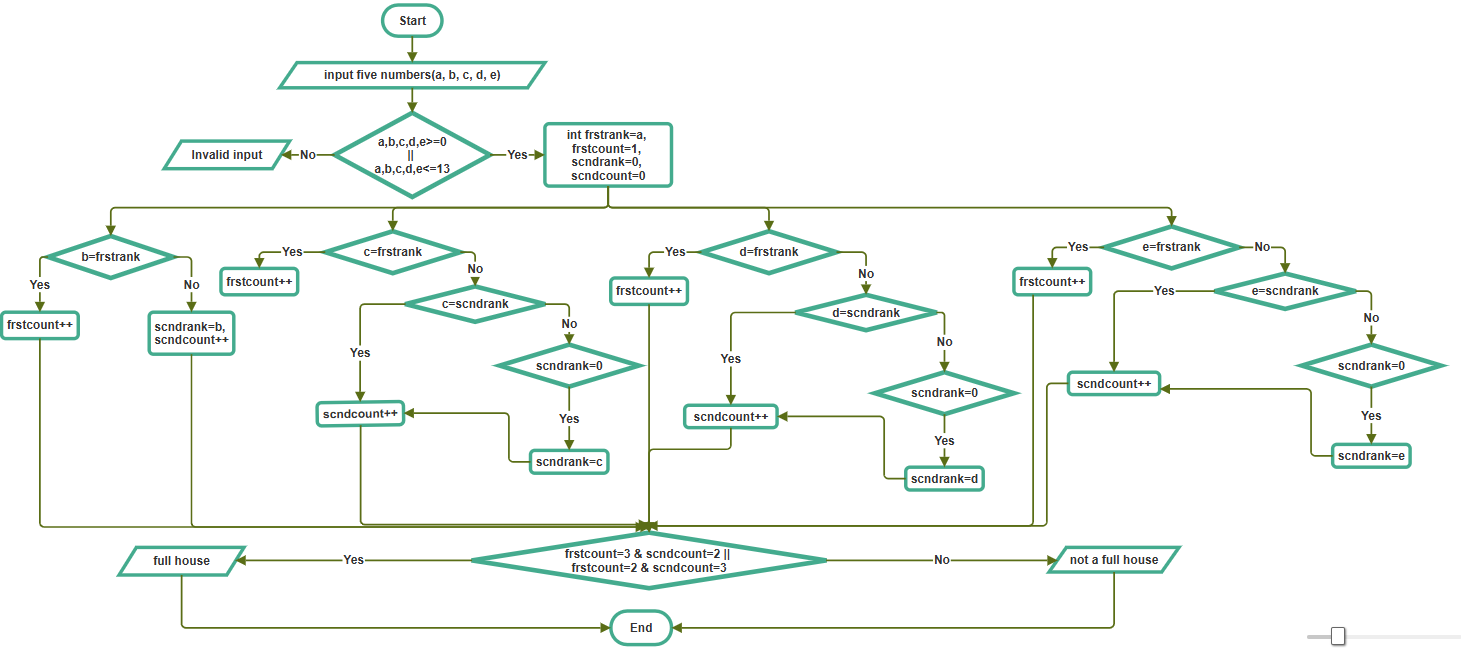 Start
input five numbers(a, b, c, d, e)
a,b,c,d,e>=0
||
a,b,c,d,e<=13
No
Invalid input
Yes
int frstrank=a,
frstcount=1,
scndrank=0,
scndcount=0
b=frstrank
Yes
No
frstcount++
scndrank=b,
scndcount++
c=frstrank
Yes
frstcount++
No
c=scndrank
Yes
No
scndrank=0
scndcount++
Yes
scndrank=c
d=frstrank
Yes
frstcount++
No
d=scndrank
Yes
No
scndrank=0
scndcount++
Yes
scndrank=d
e=frstrank
Yes
No
frstcount++
e=scndrank
Yes
No
scndrank=0
scndcount++
Yes
scndrank=e
frstcount=3 & scndcount=2 ||
frstcount=2 & scndcount=3
Yes
full house
No
not a full house
End